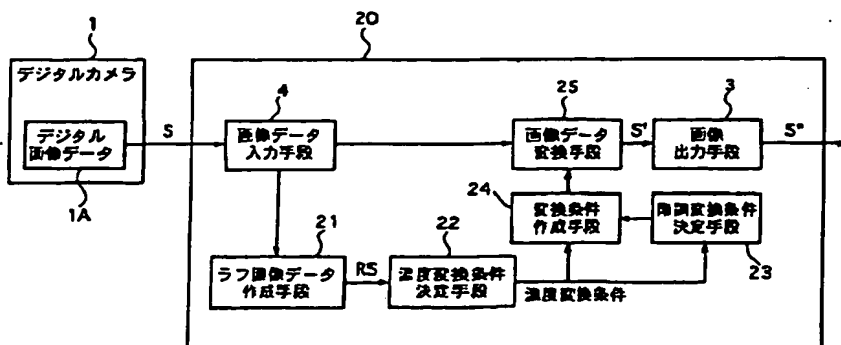 1
20
デジタルカメラ
4
25
3
デジタル
画像データ
S
画像データ
入力手段
画像データ
変換手段
S'
画像
出力手段
S"
1A
24
変換条件
作成手段
階調変換条件
決定手段
21
22
23
ラフ画像データ
作成手段
RS
濃度変換条件
決定手段
濃度変換条件